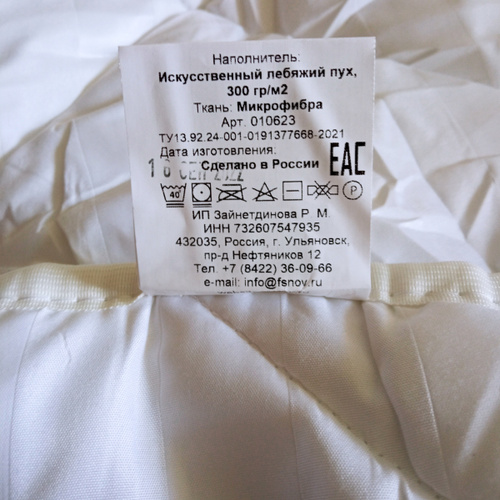 Наполнитель:
Искусственный лебяжий пух,
300 гр/м2
Ткань: Микрофибра
Арт. 010623
ТУ13.92.24-001-0191377668-2021
Дата изготовления:
Сделано в России
EAC
40
P
ИП Зайнетдинова Р М.
ИНН 732607547935
432035, Россия, г. Ульяновск,
пр-д Нефтяников 12
Тел. +7 (8422) 36-09-66
e-mail: info@fsnov.ru